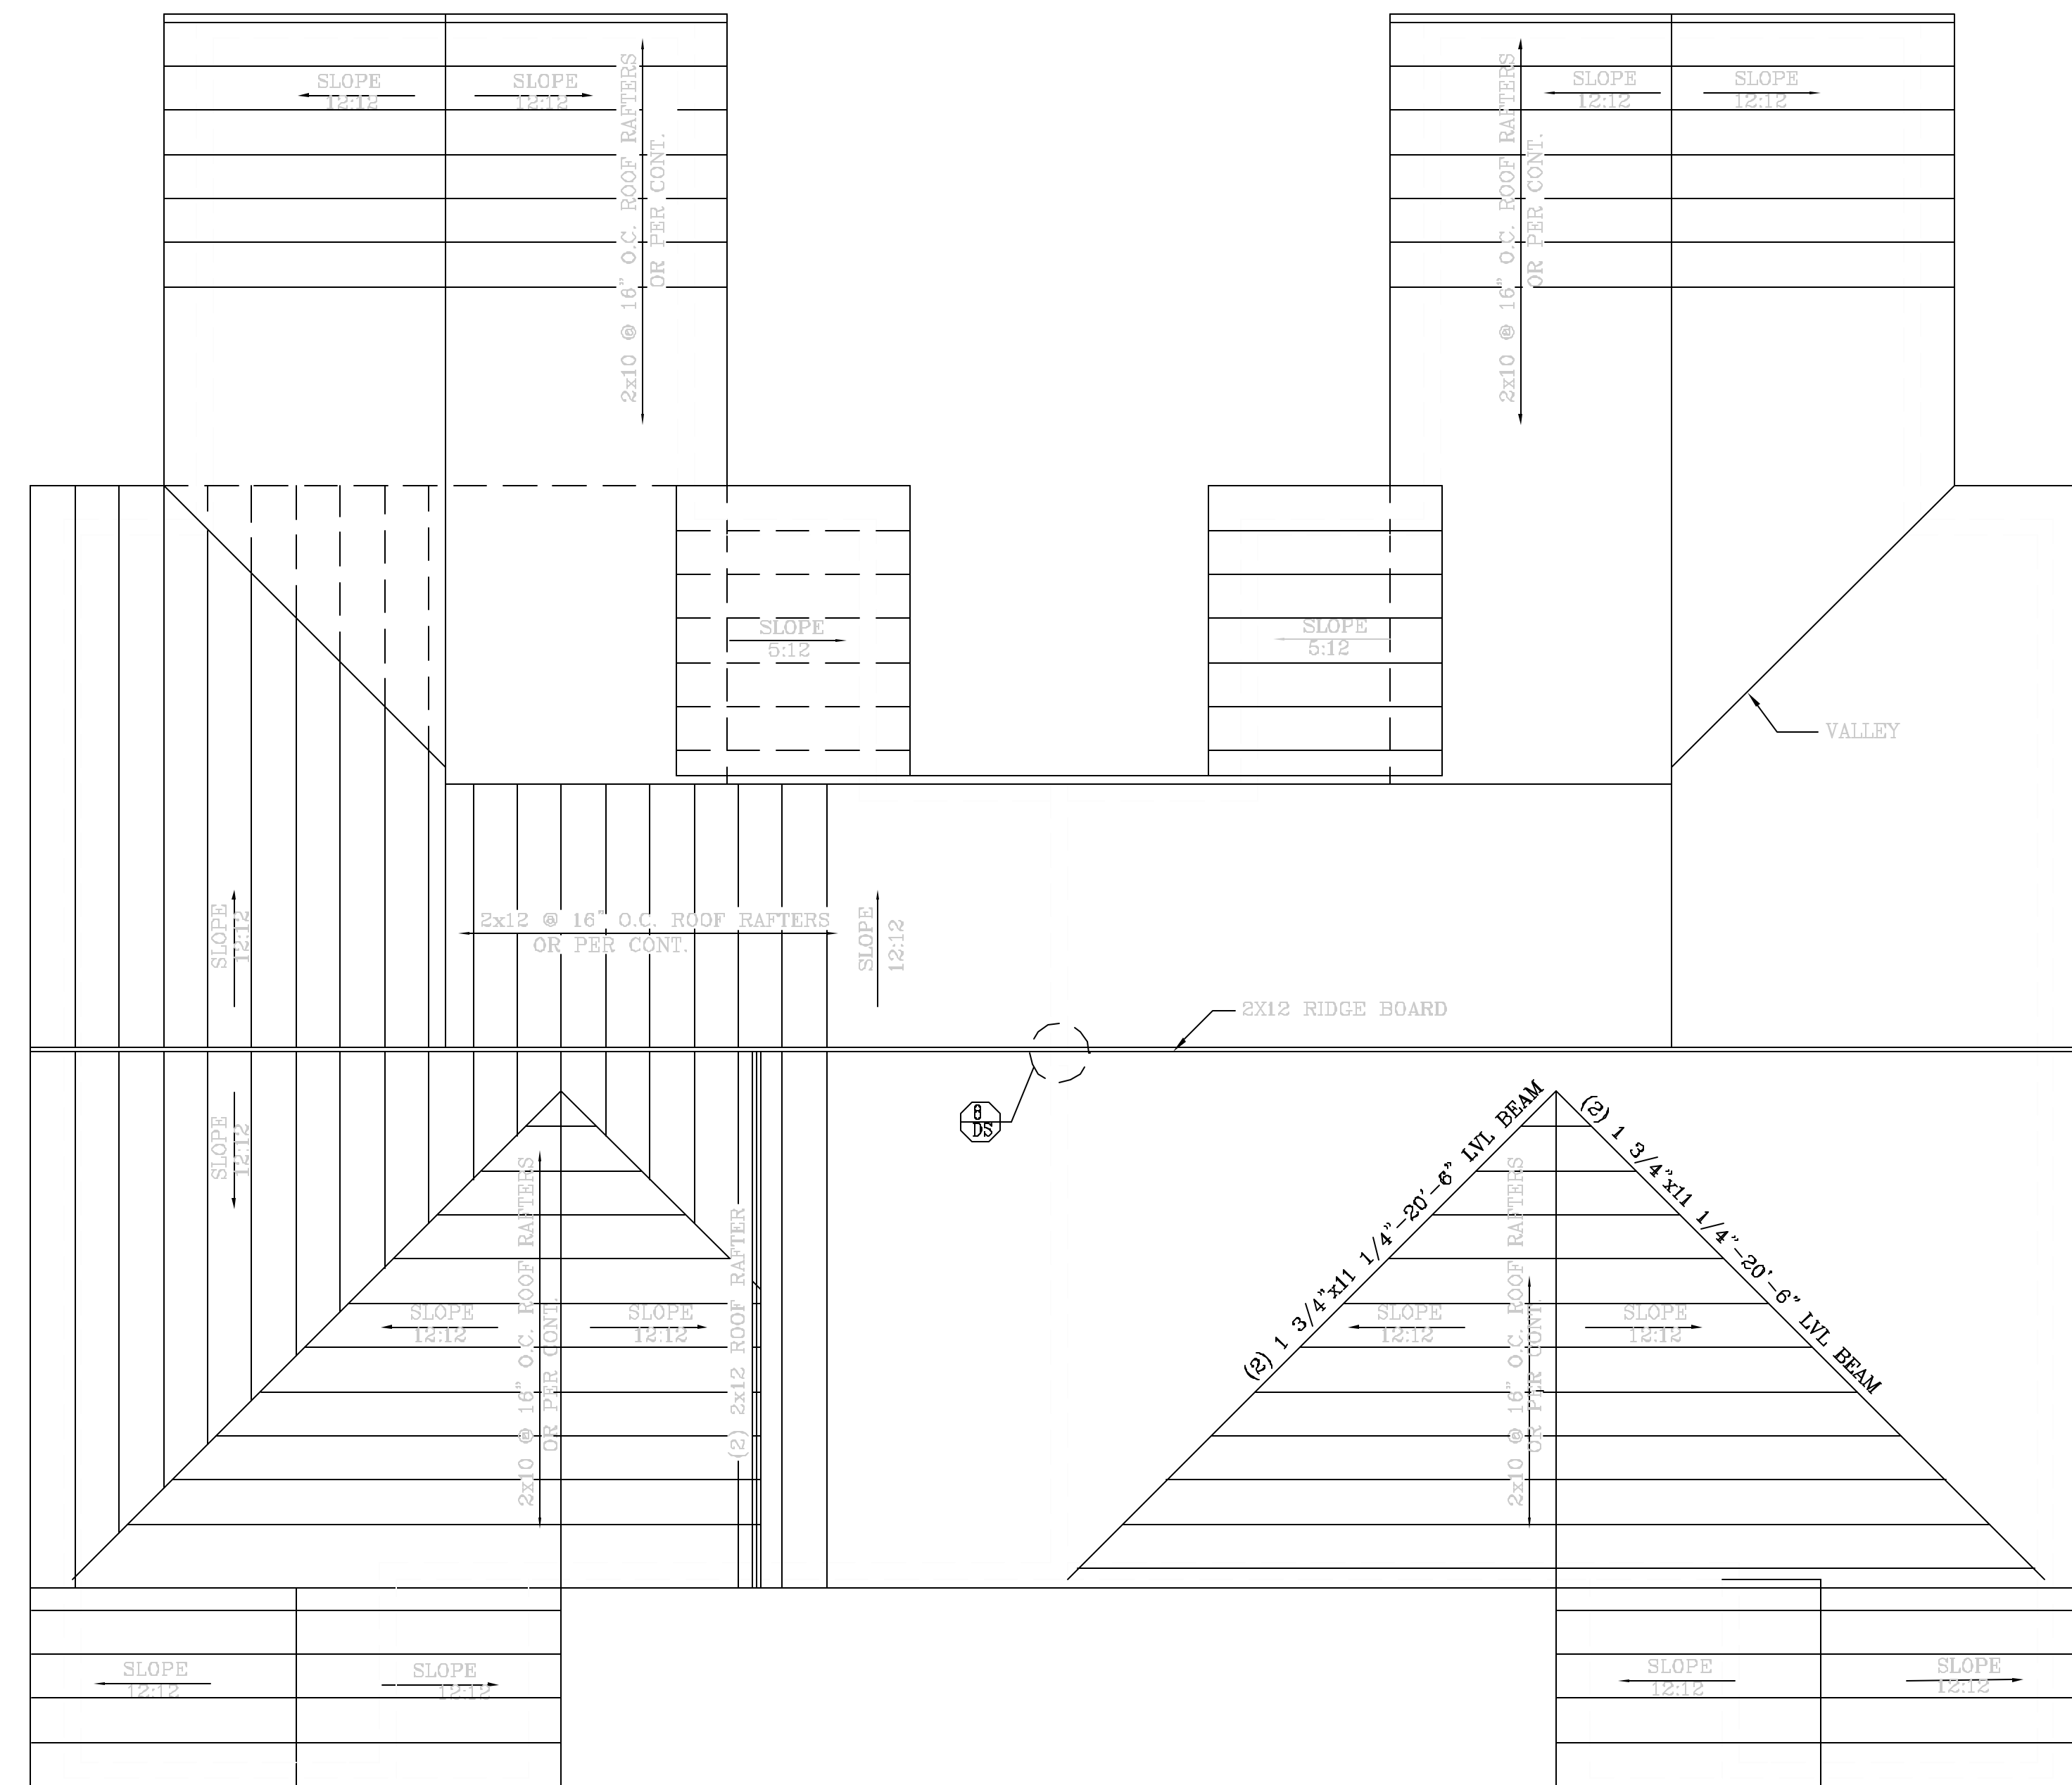 SLOPE
12:12
SLOPE
12:12
2x10 @ 16" O.C. ROOF RAFTERS
OR PER CONT.
2x10 @ 16" O.C. ROOF RAFTERS
OR PER CONT.
SLOPE
12:12
SLOPE
12:12
SLOPE
5:12
SLOPE
5:12
VALLEY
SLOPE
12:12
2x12 @ 16" O.C. ROOF RAFTERS
OR PER CONT.
SLOPE
12:12
2X12 RIDGE BOARD
8
DS
SLOPE
12:12
2x10 @ 16" O.C. ROOF RAFTERS
OR PER CONT.
SLOPE
12:12
SLOPE
12:12
(2) 2x12 ROOF RAFTER
(2) 1 3/4"x11 1/4"-20'-6" LVL BEAM
(2) 1 3/4"x11 1/4"-20'-6" LVL BEAM
SLOPE
12:12
2x10 @ 16" O.C. ROOF RAFTERS
OR PER CONT.
SLOPE
12:12
SLOPE
12:12
SLOPE
12:12
SLOPE
12:12
SLOPE
12:12